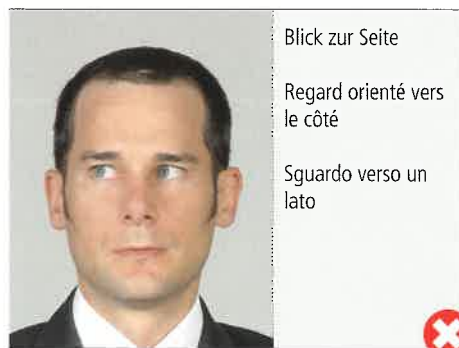 Blick zur Seite
Regard orienté vers
le côté
Sguardo verso un
lato